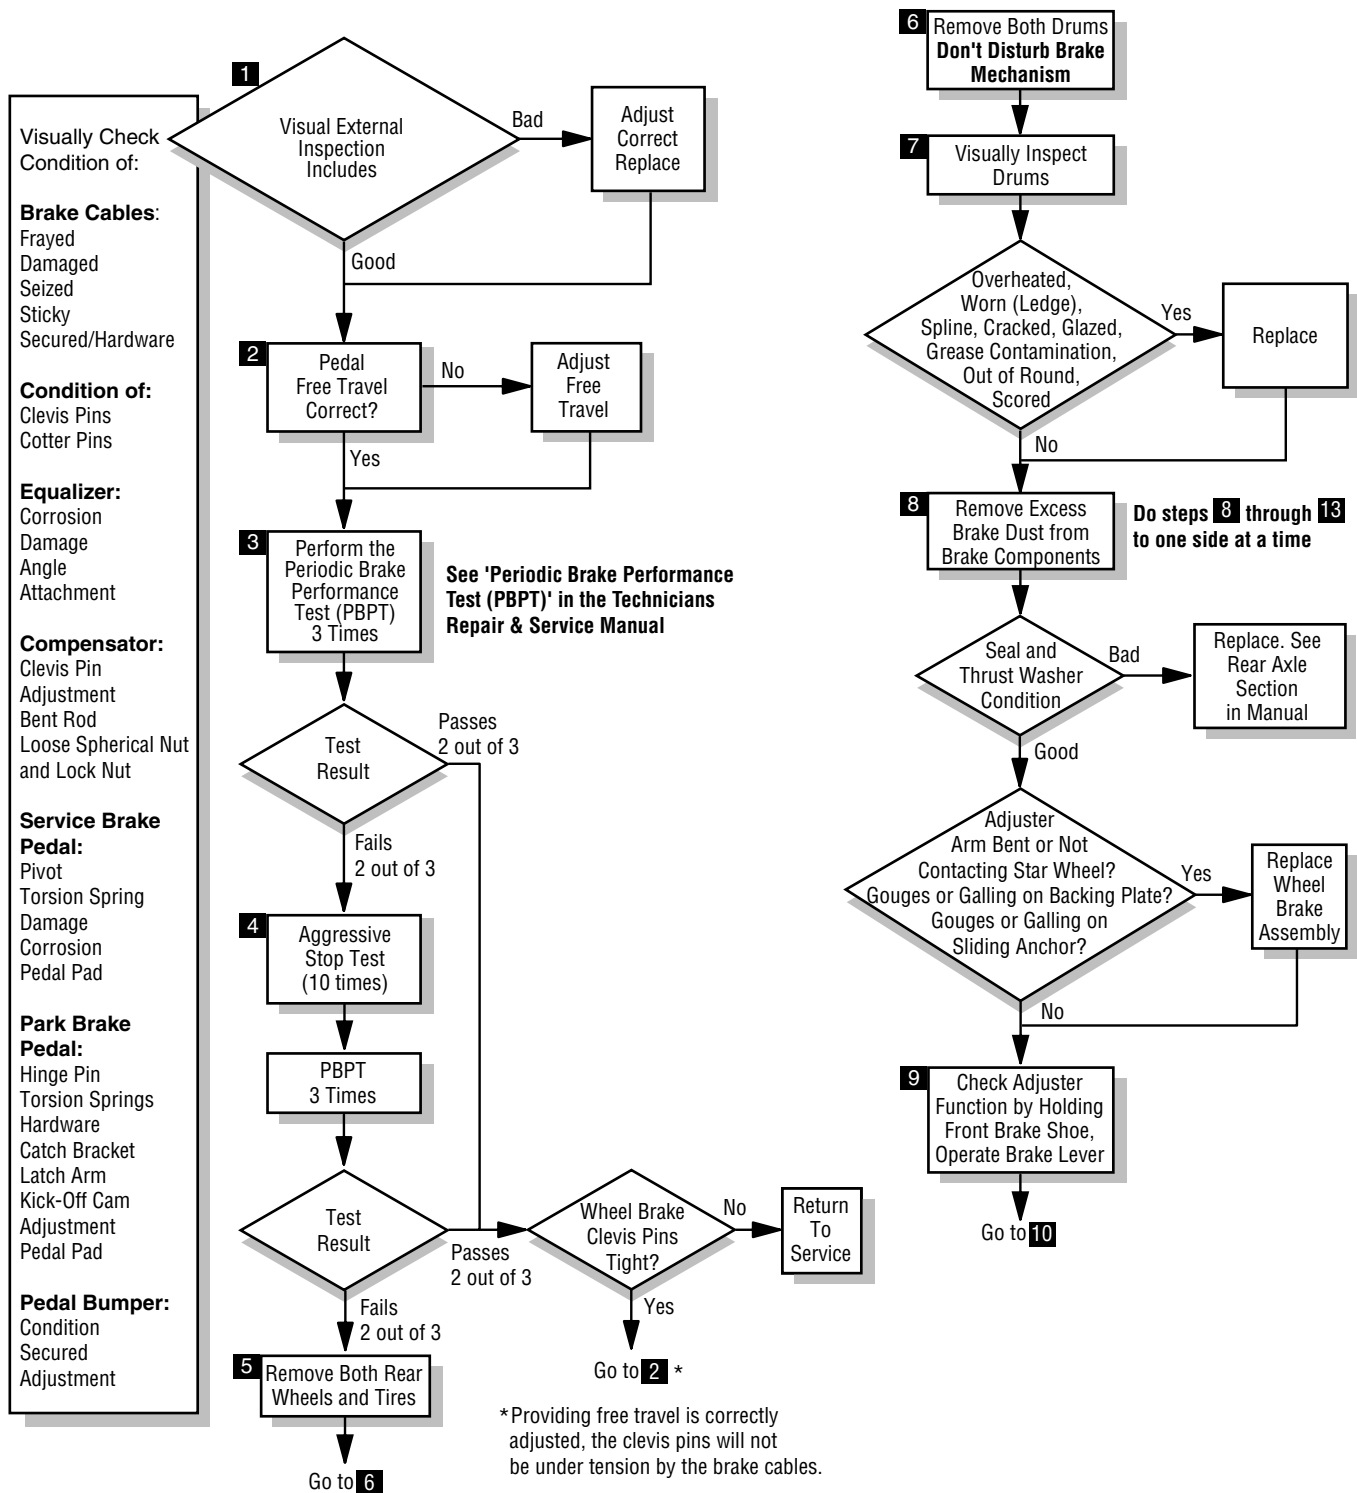 Visually Check
Condition of:
Brake Cables:
Frayed
Damaged
Seized
Sticky
Secured/Hardware
Condition of:
Clevis Pins
Cotter Pins
Equalizer:
Corrosion
Damage
Angle
Attachment
Compensator:
Clevis Pin
Adjustment
Bent Rod
Loose Spherical Nut
and Lock Nut
Service Brake
Pedal:
Pivot
Torsion Spring
Damage
Corrosion
Pedal Pad
Park Brake
Pedal:
Hinge Pin
Torsion Springs
Hardware
Catch Bracket
Latch Arm
Kick-Off Cam
Adjustment
Pedal Pad
Pedal Bumper:
Condition
Secured
Adjustment
1
Visual External
Inspection
Includes
Bad
Adjust
Correct
Replace
Good
2
Pedal
Free Travel
Correct?
No
Adjust
Free
Travel
Yes
3
Perform the
Periodic Brake
Performance
Test (PBPT)
3 Times
See 'Periodic Brake Performance
Test (PBPT)' in the Technicians
Repair & Service Manual
Test
Result
Passes
2 out of 3
Fails
2 out of 3
4
Aggressive
Stop Test
(10 times)
PBPT
3 Times
Test
Result
Passes
2 out of 3
Wheel Brake
Clevis Pins
Tight?
No
Return
To
Service
Yes
Go to 2 *
*Providing free travel is correctly
adjusted, the clevis pins will not
be under tension by the brake cables.
Fails
2 out of 3
5
Remove Both Rear
Wheels and Tires
Go to 6
6
Remove Both Drums
Don't Disturb Brake
Mechanism
7
Visually Inspect
Drums
Overheated,
Worn (Ledge),
Spline, Cracked, Glazed,
Grease Contamination,
Out of Round,
Scored
Yes
Replace
No
8
Remove Excess
Brake Dust from
Brake Components
Do steps 8 through 13
to one side at a time
Seal and
Thrust Washer
Condition
Bad
Replace. See
Rear Axle
Section
in Manual
Good
Adjuster
Arm Bent or Not
Contacting Star Wheel?
Gouges or Galling on Backing Plate?
Gouges or Galling on
Sliding Anchor?
Yes
Replace
Wheel
Brake
Assembly
No
9
Check Adjuster
Function by Holding
Front Brake Shoe,
Operate Brake Lever
Go to 10